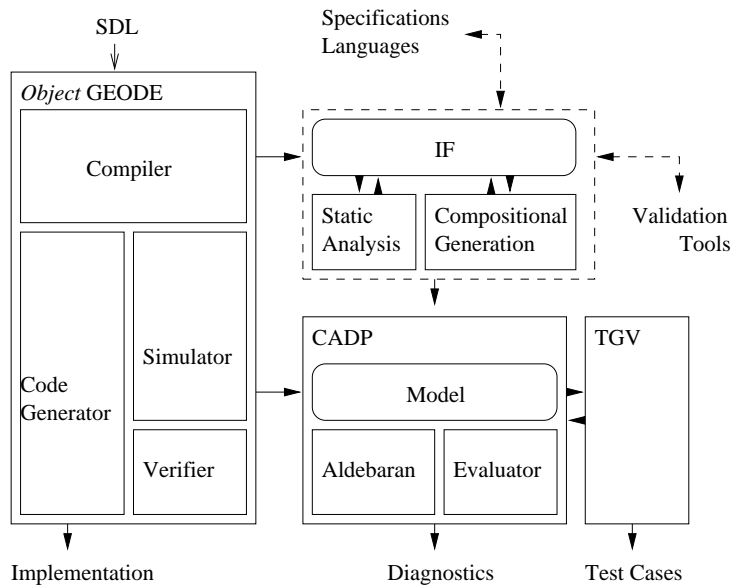 SDL
Specifications
Languages
Object GEODE
Compiler
IF
Static
Analysis
Compositional
Generation
Validation
Tools
Code
Generator
Simulator
Verifier
CADP
Model
Aldebaran
Evaluator
TGV
Implementation
Diagnostics
Test Cases